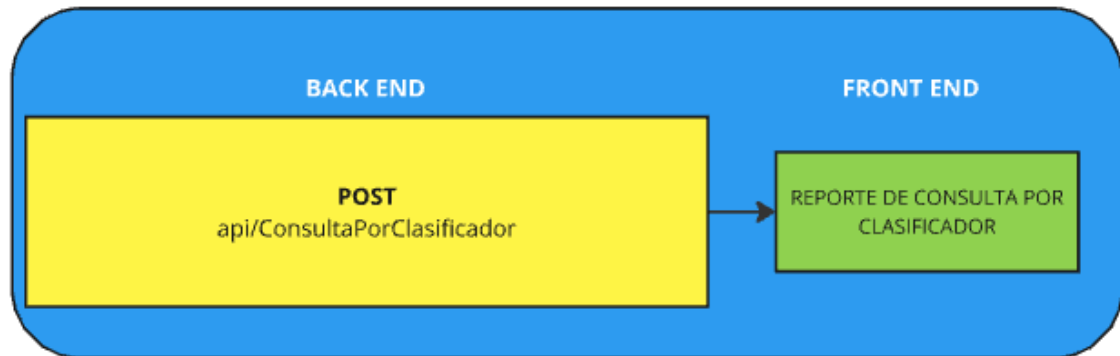 BACK END
FRONT END
POST
api/ConsultaPorClasificador
REPORTE DE CONSULTA POR
CLASIFICADOR